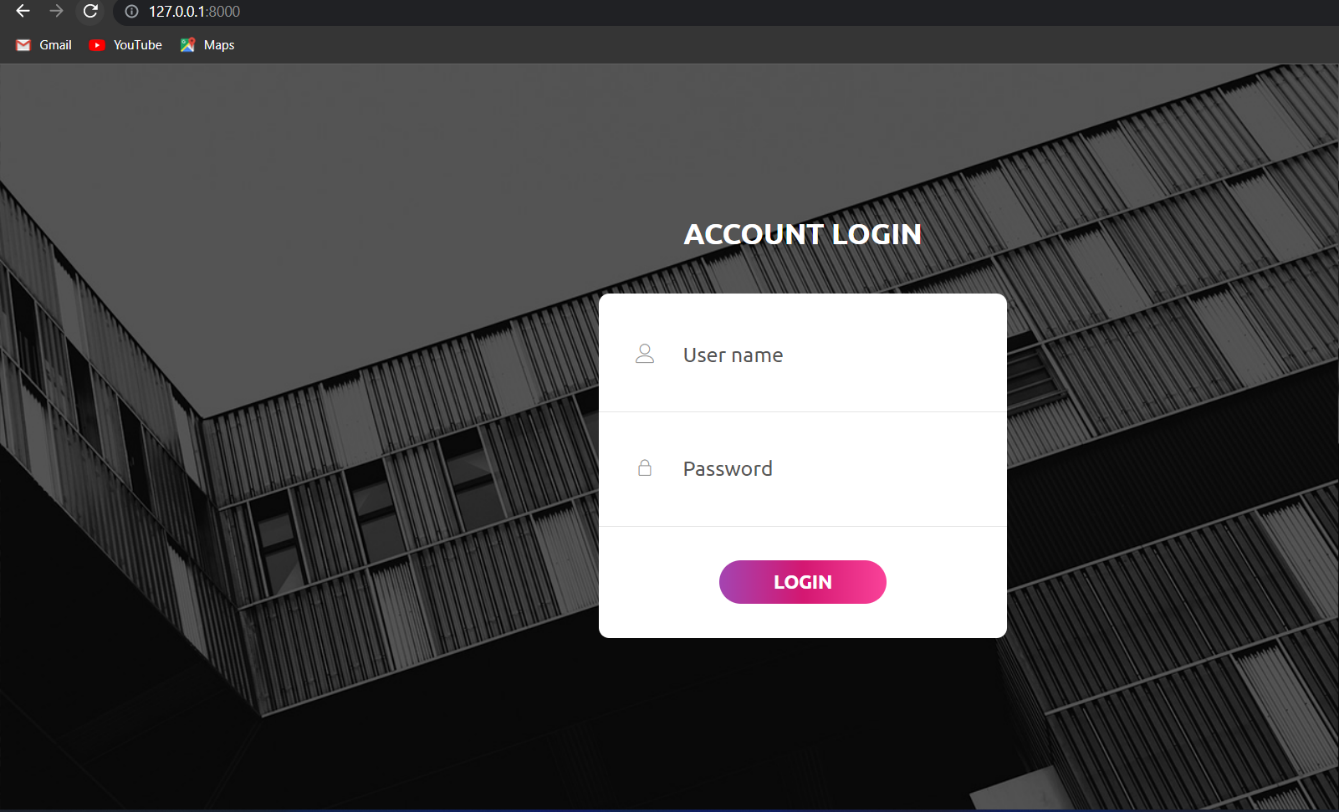 127.0.0.1:8000
Gmail YouTube Maps
ACCOUNT LOGIN
User name
Password
LOGIN